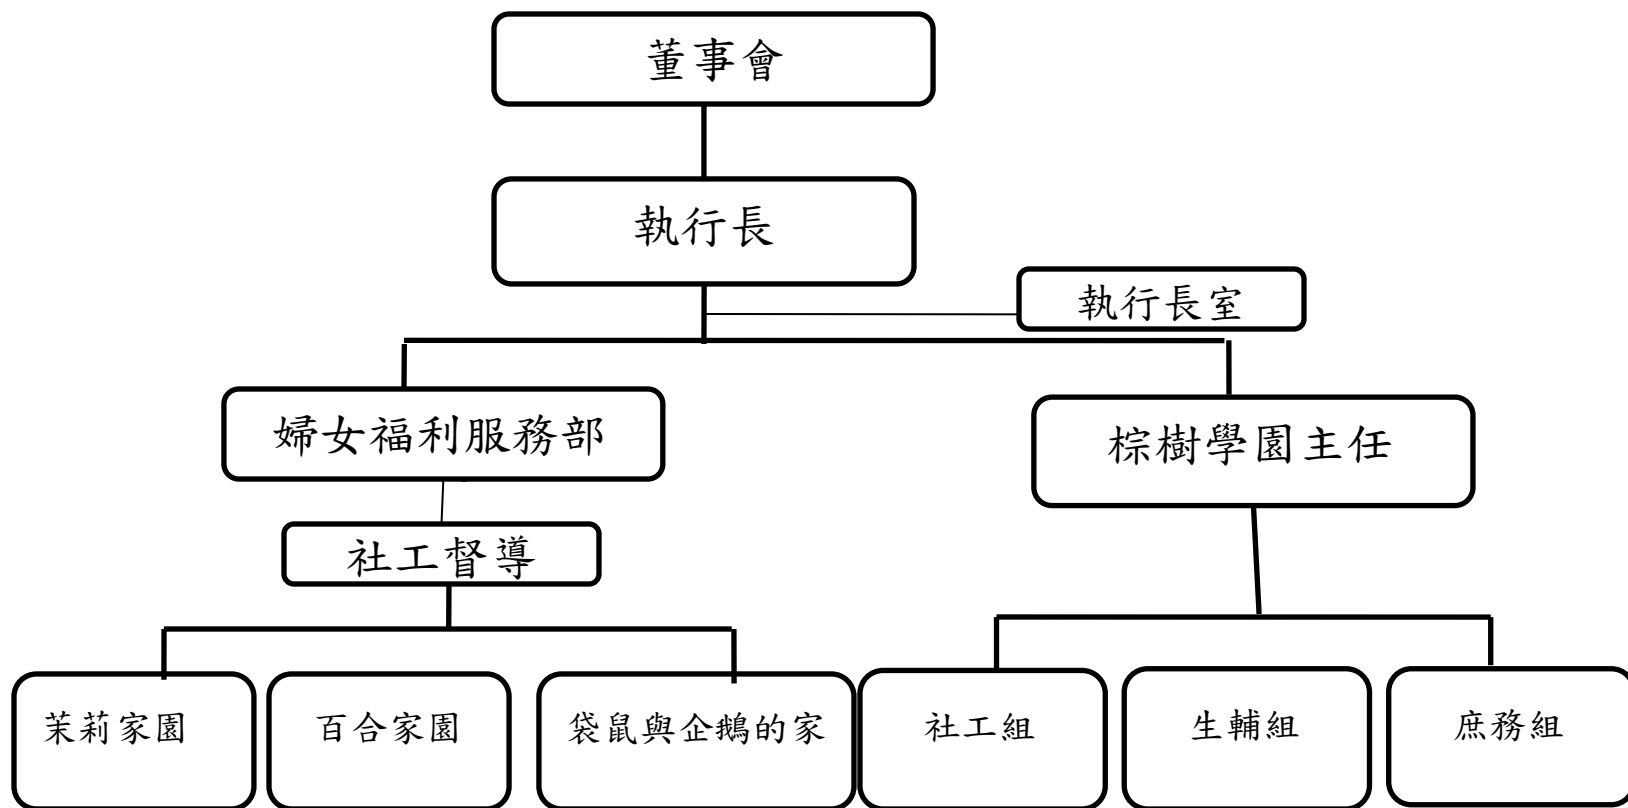 董事會
執行長
執行長室
婦女福利服務部
棕樹學園主任
社工督導
茉莉家園
百合家園
袋鼠與企鵝的家
社工組
生輔組
庶務組